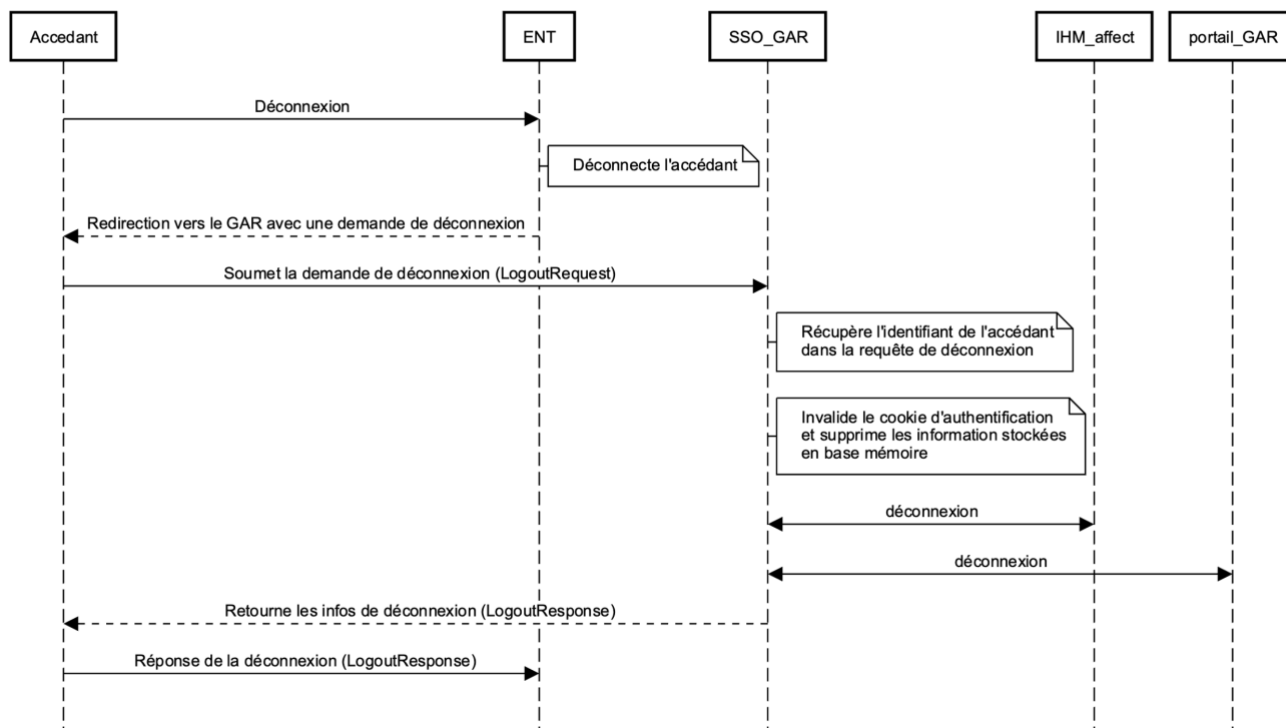 Accedant
ENT
SSO_GAR
IHM_affect
portail_GAR
Déconnexion
Déconnecte l'accédant
Redirection vers le GAR avec une demande de déconnexion
Soumet la demande de déconnexion (LogoutRequest)
Récupère l'identifiant de l'accédant
dans la requête de déconnexion
Invalide le cookie d'authentification
et supprime les information stockées
en base mémoire
déconnexion
déconnexion
Retourne les infos de déconnexion (LogoutResponse)
Réponse de la déconnexion (LogoutResponse)